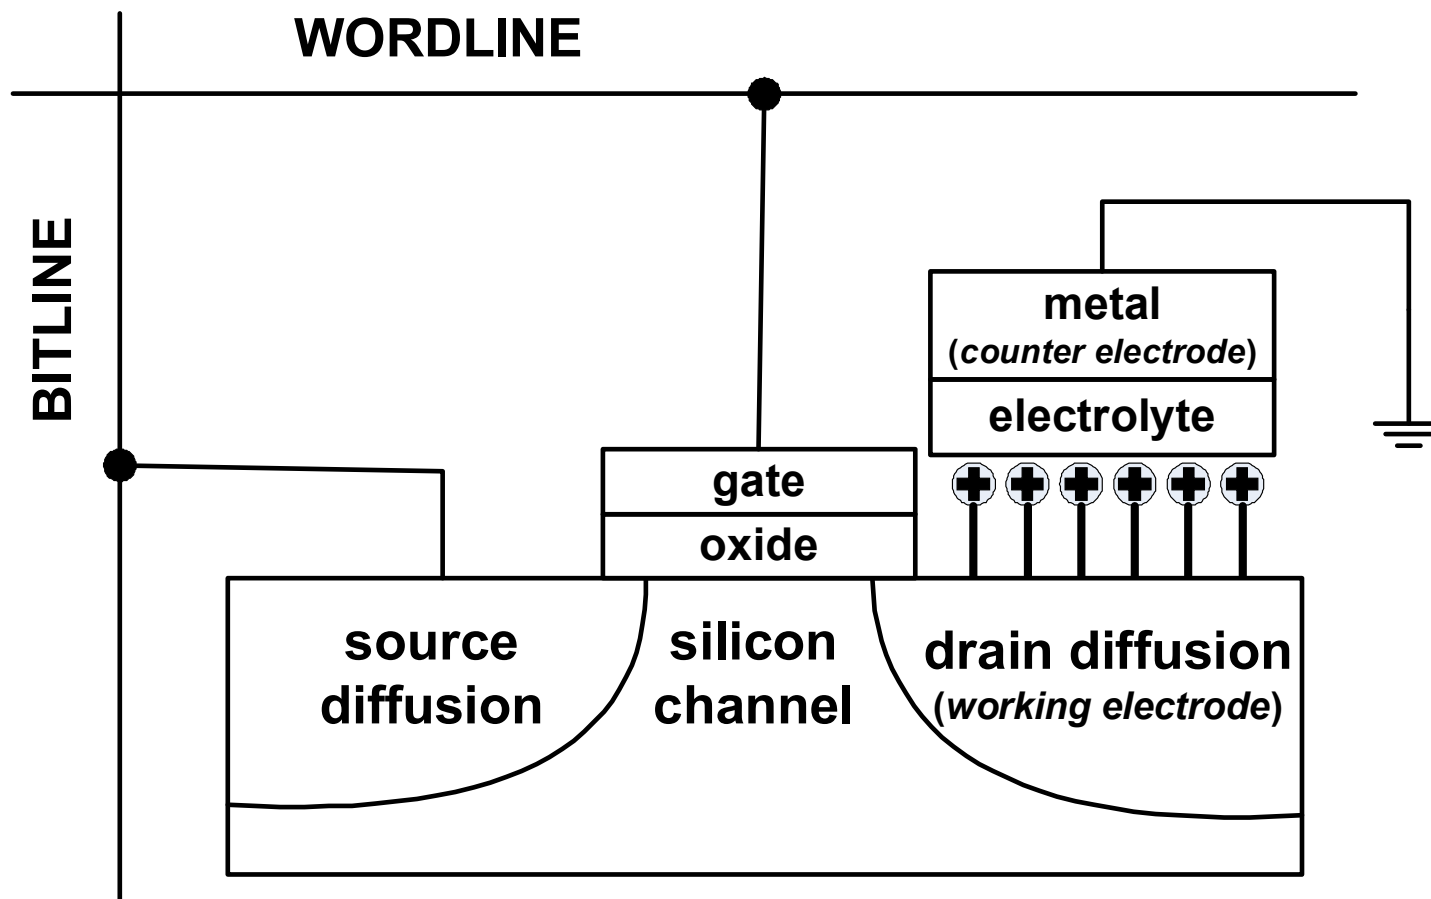 WORDLINE
BITLINE
metal
(counter electrode)
electrolyte
gate
oxide
source
diffusion
silicon
channel
drain diffusion
(working electrode)